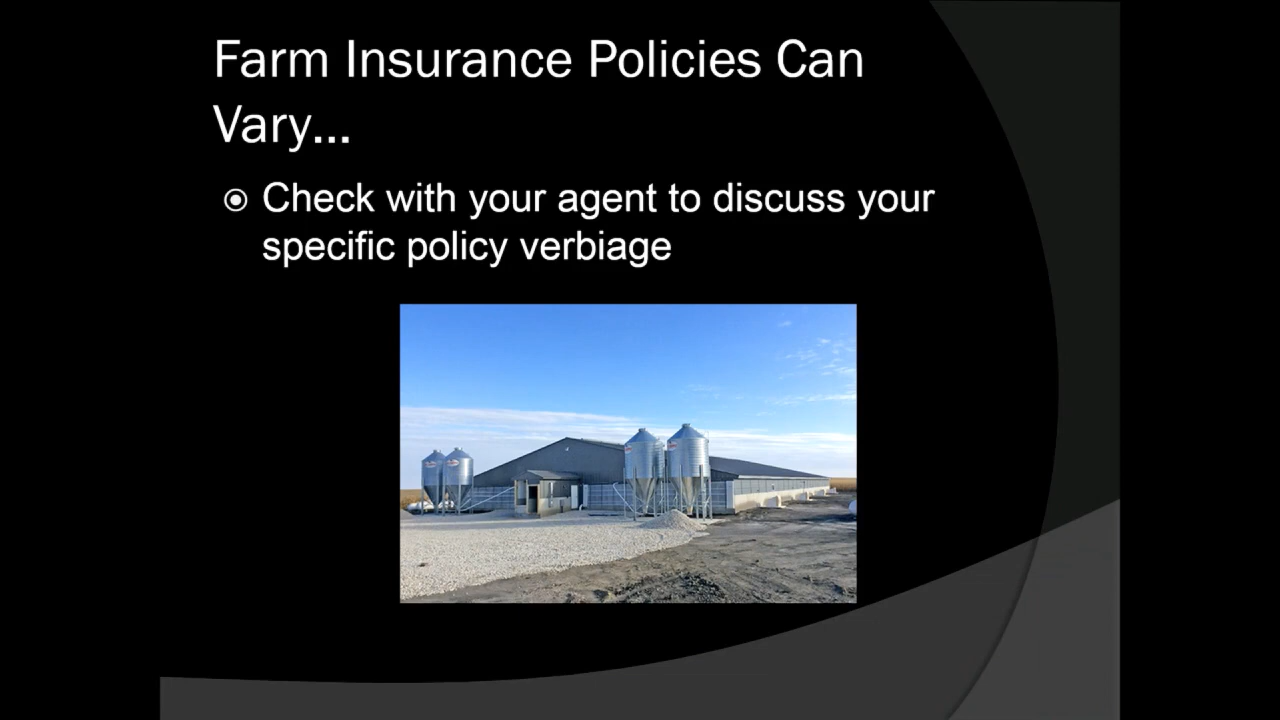 Farm Insurance Policies Can
Vary...
Check with your agent to discuss your
specific policy verbiage